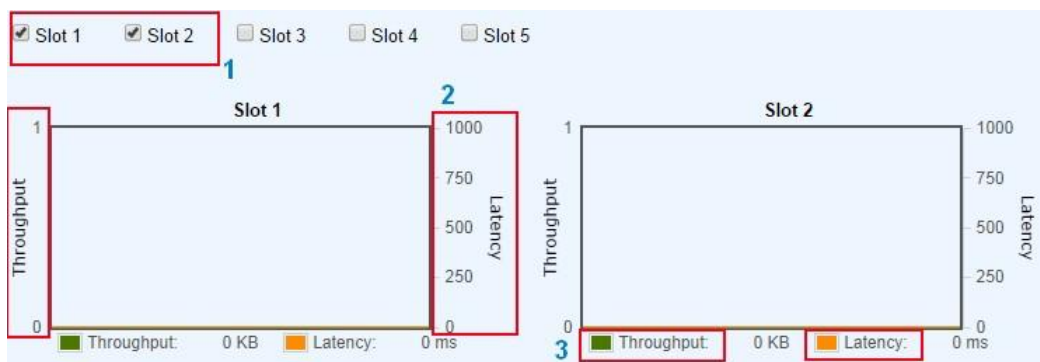 Slot 1 Slot 2 Slot 3 Slot 4 Slot 5
1
2
Slot 1
1
0
Throughput
1000
750
500
250
0
Latency
Throughput: 0 KB Latency: 0 ms
Slot 2
1
0
Throughput
1000
750
500
250
0
Latency
3
Throughput: 0 KB Latency: 0 ms